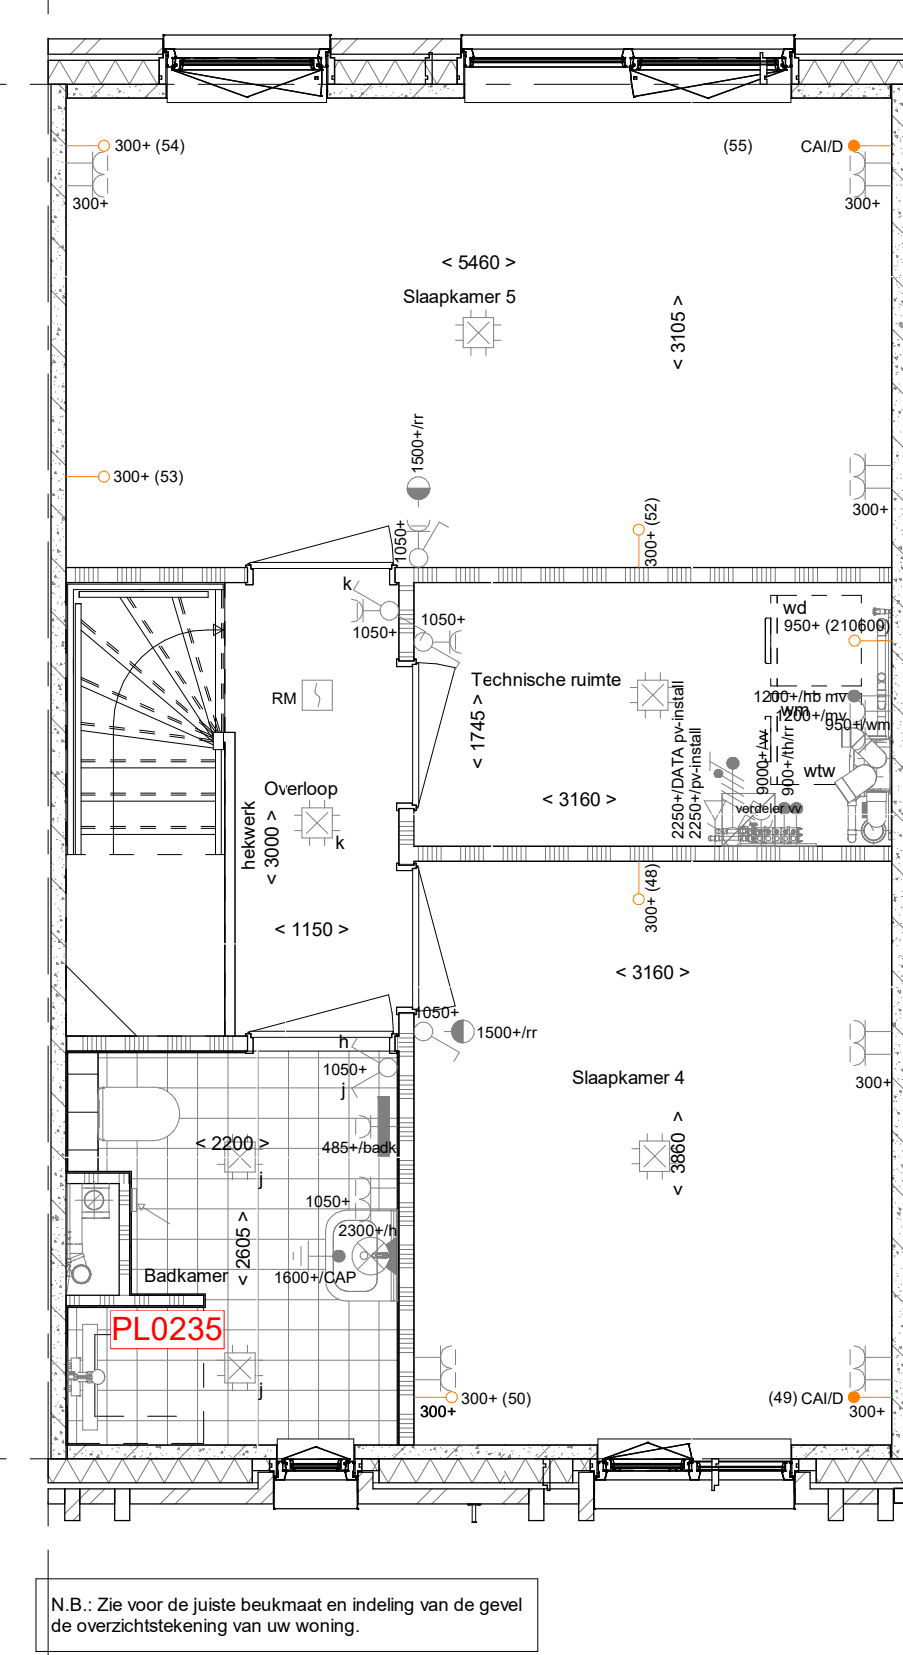 300+ (54)
(55)
CAI/D
300+
300+
< 5460 >
Slaapkamer 5
< 3105 >
1500+/rr
300+ (53)
300+
1050+
300+ (52)
k
1050+
1050+
wd
950+ (210600)
RM
Technische ruimte
< 1745 >
1200+/hb mv
wm
1200+/mv
950+/wm
2250+/DATA pv-install
2250+/pv-install
9000+/vv
900+/th/rr
wtw
Overloop
hekwerk
< 3000 >
k
< 3160 >
verdeler vv
300+ (48)
< 1150 >
< 3160 >
1050+
1500+/rr
h
1050+
j
Slaapkamer 4
300+
< 2200 >
485+/badk
j
< 3860 >
1050+
2300+/h
< 2605 >
Badkamer
1600+/CAP
PL0235
j
300+ (50)
300+
(49) CAI/D
300+
N.B.: Zie voor de juiste beukmaat en indeling van de gevel
de overzichtstekening van uw woning.